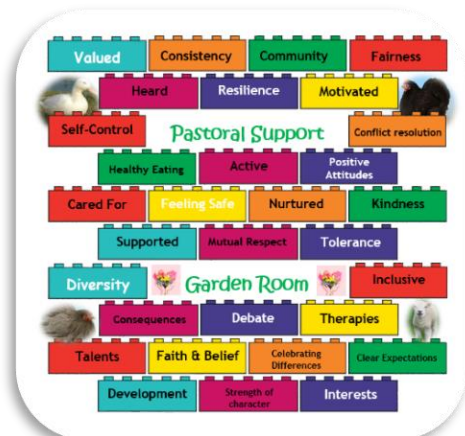 Valued Consistency Community Fairness
Heard Resilience Motivated
Self-Control Pastoral Support Conflict resolution
Healthy Eating Active Positive Attitudes
Cared For Feeling Safe Nurtured Kindness
Supported Mutual Respect Tolerance
Diversity Garden Room Inclusive
Consequences Debate Therapies
Talents Faith & Belief Celebrating Differences Clear Expectations
Development Strength of character Interests